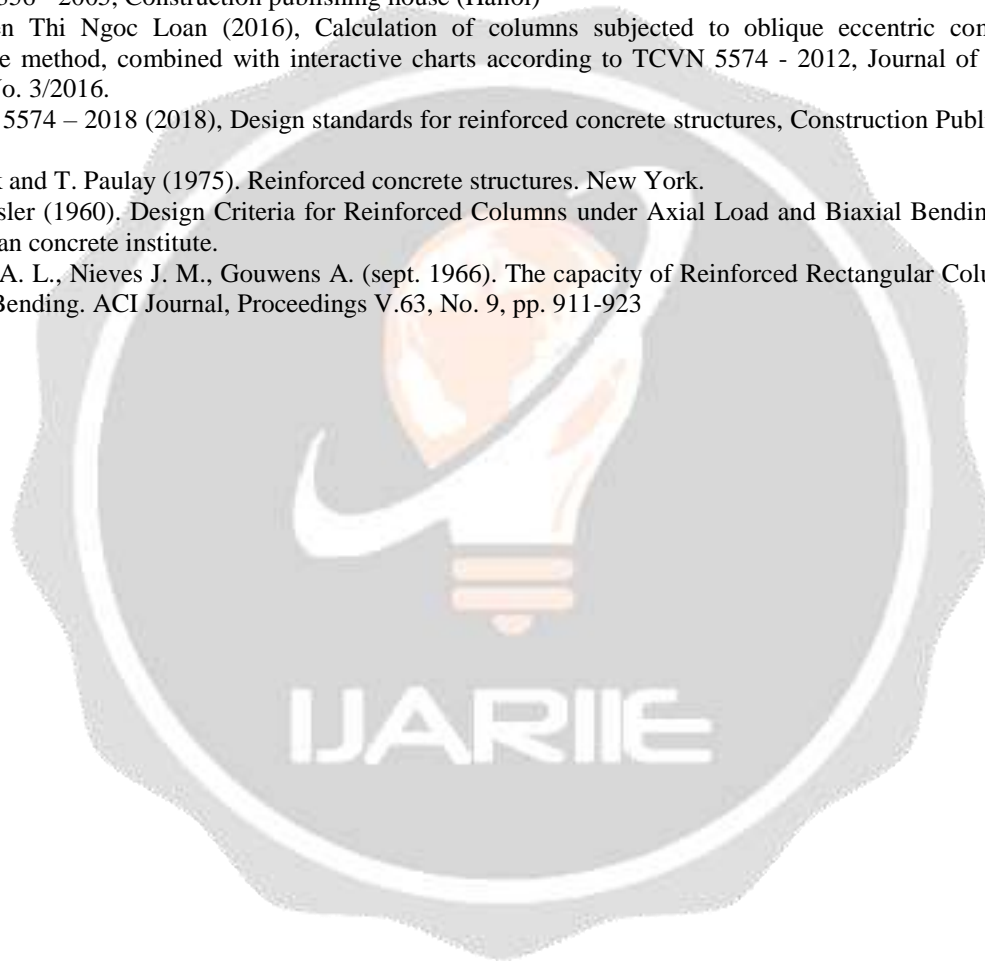 2005, Construction publishing house (Hanoi)
en Thi Ngoc Loan (2016), Calculation of columns subjected to oblique eccentric con
e method, combined with interactive charts according to TCVN 5574 - 2012, Journal of
No. 3/2016.
5574 – 2018 (2018), Design standards for reinforced concrete structures, Construction Publi
k and T. Paulay (1975). Reinforced concrete structures. New York.
sler (1960). Design Criteria for Reinforced Columns under Axial Load and Biaxial Bendin
an concrete institute.
A. L., Nieves J. M., Gouwens A. (sept. 1966). The capacity of Reinforced Rectangular Colu
Bending. ACI Journal, Proceedings V.63, No. 9, pp. 911-923
IJARIIE